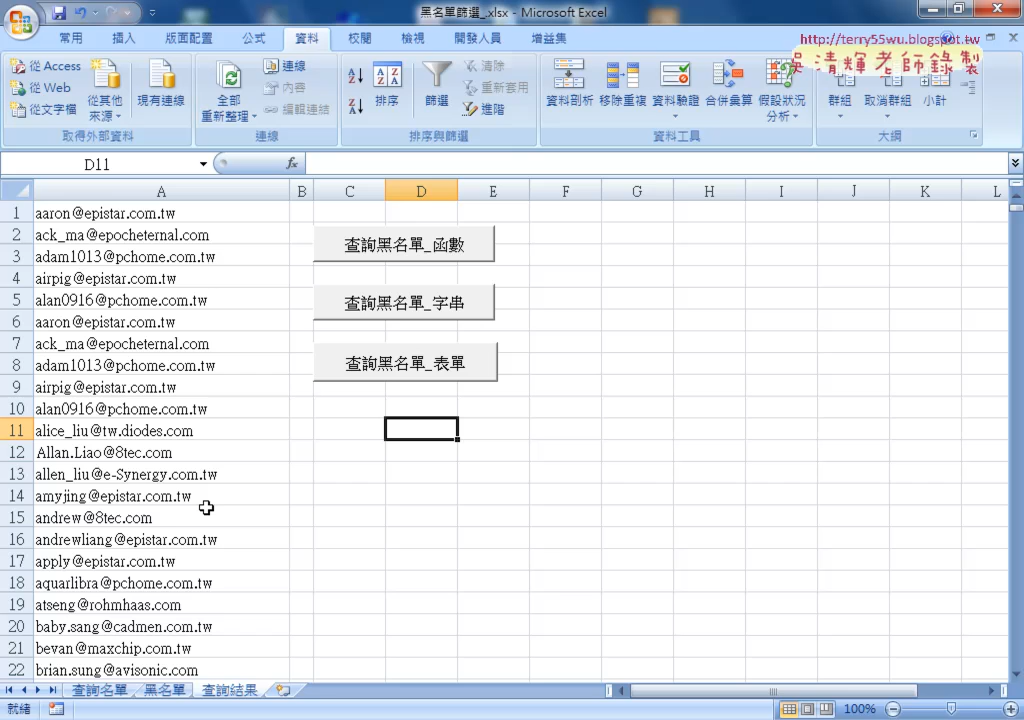 黑名單篩選_.xlsx - Microsoft Excel
常用 插入 版面配置 公式 資料 校閱 檢視 開發人員 增益集
http://terry55wu.blogspot.tw
吳清輝老師錄製
從 Access
從 Web
從文字檔
從其他來源
現有連線
取得外部資料
全部重新整理
連線
內容
編輯連結
連線
排序
篩選
清除
重新套用
進階
排序與篩選
資料剖析
移除重複
資料驗證
合併彙算
假設狀況分析
資料工具
群組
取消群組
小計
大綱
D11
fx
A B C D E F G H I J K L
1 aaron@epistar.com.tw
2 ack_ma@epocheternal.com
查詢黑名單_函數
3 adam1013@pchome.com.tw
4 airpig@epistar.com.tw
5 alan0916@pchome.com.tw
查詢黑名單_字串
6 aaron@epistar.com.tw
7 ack_ma@epocheternal.com
8 adam1013@pchome.com.tw
查詢黑名單_表單
9 airpig@epistar.com.tw
10 alan0916@pchome.com.tw
11 alice_liu@tw.diodes.com
12 Allan.Liao@8tec.com
13 allen_liu@e-Synergy.com.tw
14 amyjing@epistar.com.tw
15 andrew@8tec.com
16 andrewliang@epistar.com.tw
17 apply@epistar.com.tw
18 aquarlibra@pchome.com.tw
19 atseng@rohmhaas.com
20 baby.sang@cadmen.com.tw
21 bevan@maxchip.com.tw
22 brian.sung@avisonic.com
查詢名單 黑名單 查詢結果
就緒
100%